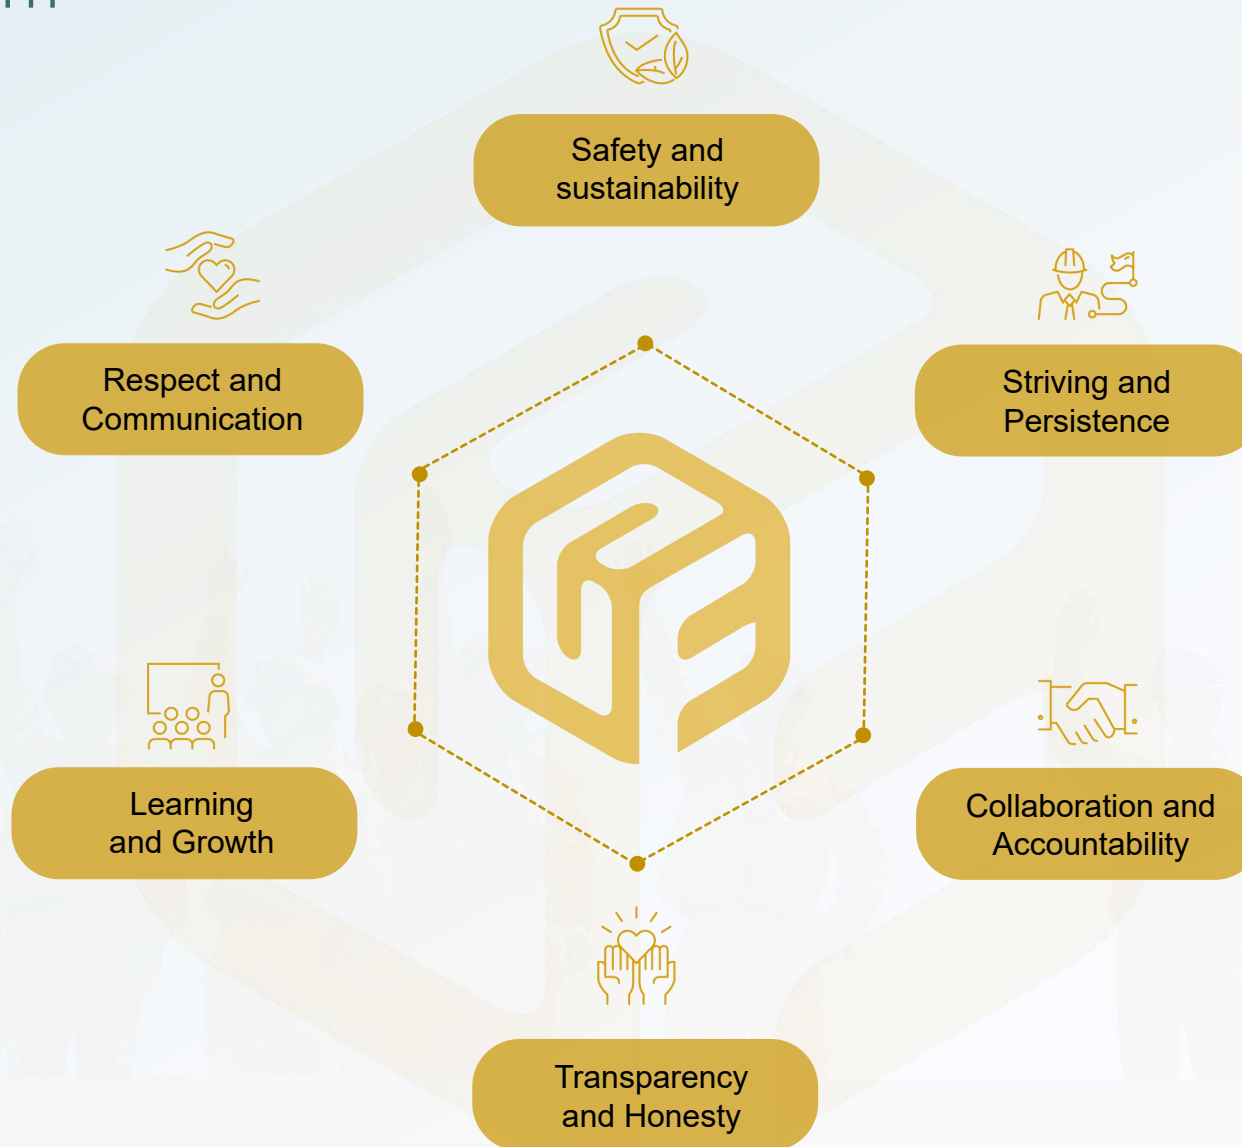 Safety and
sustainability
Respect and
Communication
Striving and
Persistence
Learning
and Growth
Collaboration and
Accountability
Transparency
and Honesty